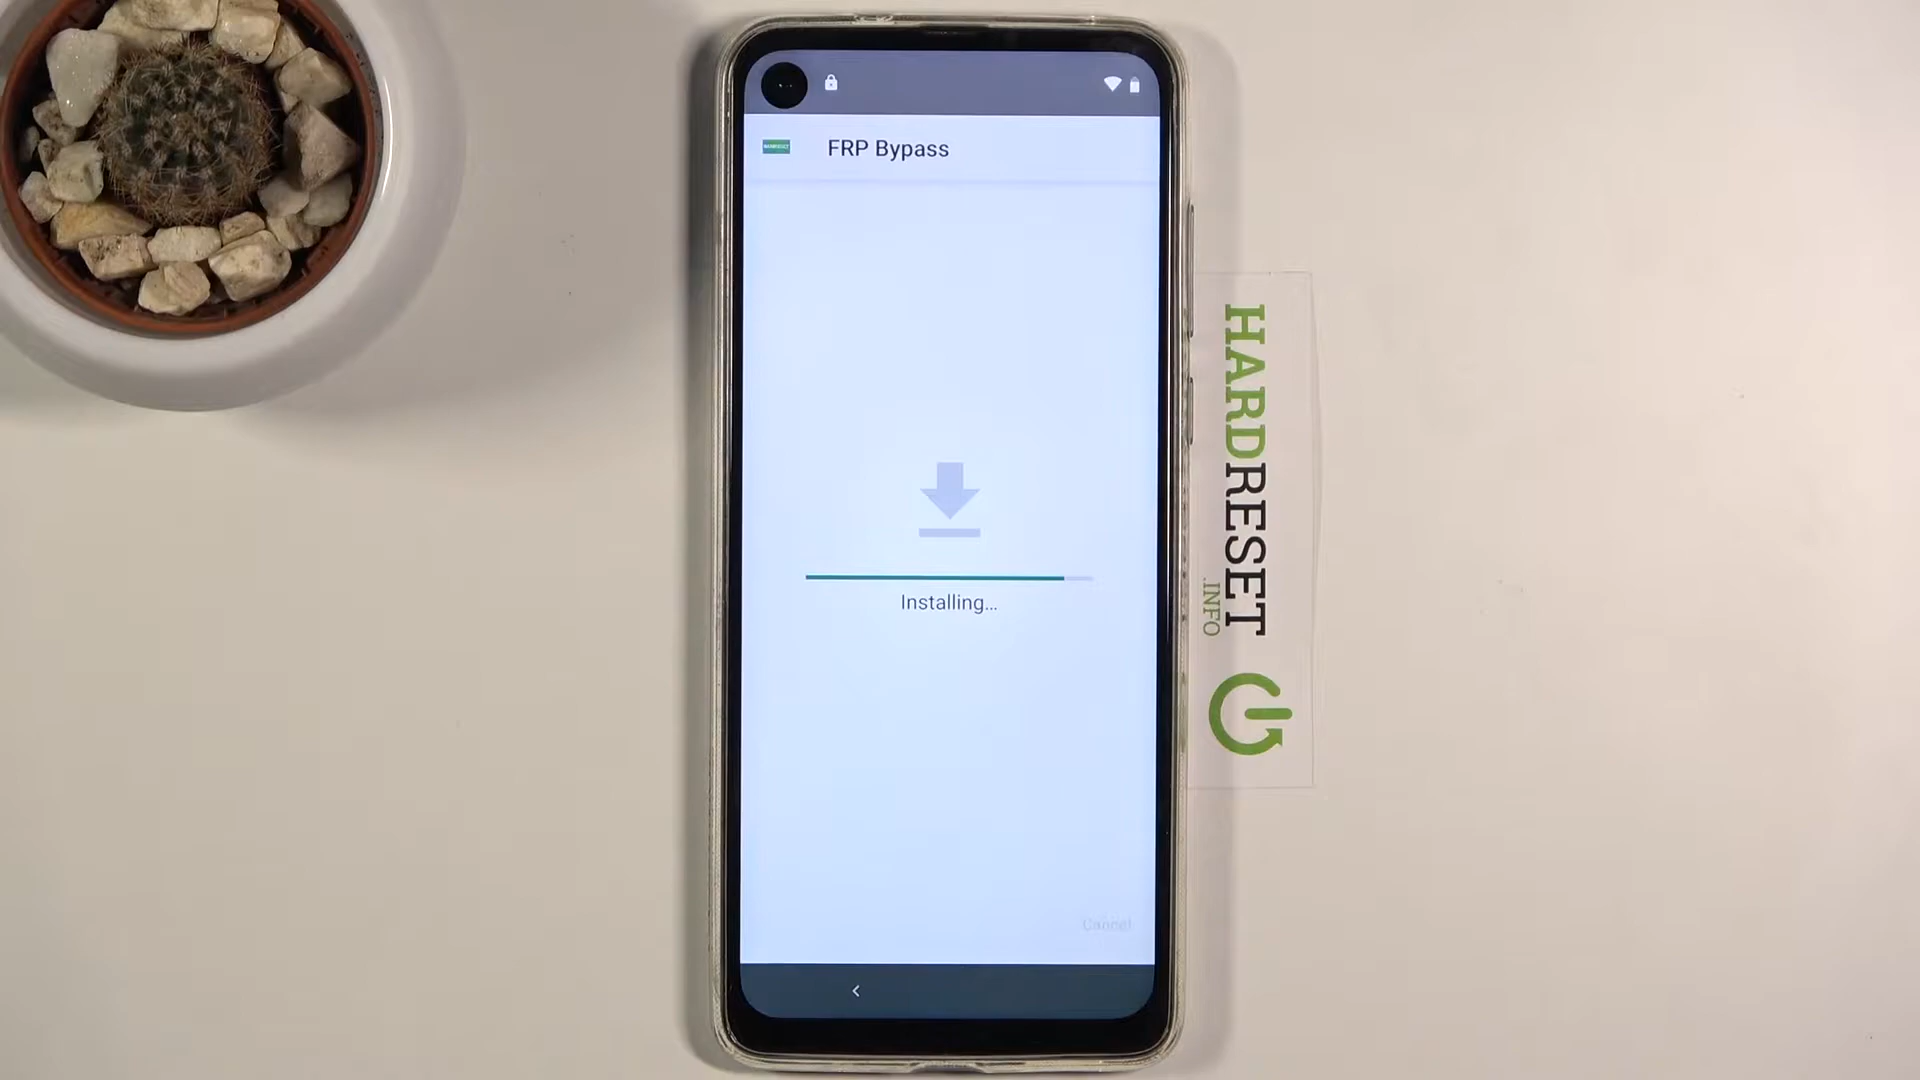 FRP Bypass
Installing...
Cancel
HARDRESET
.INFO